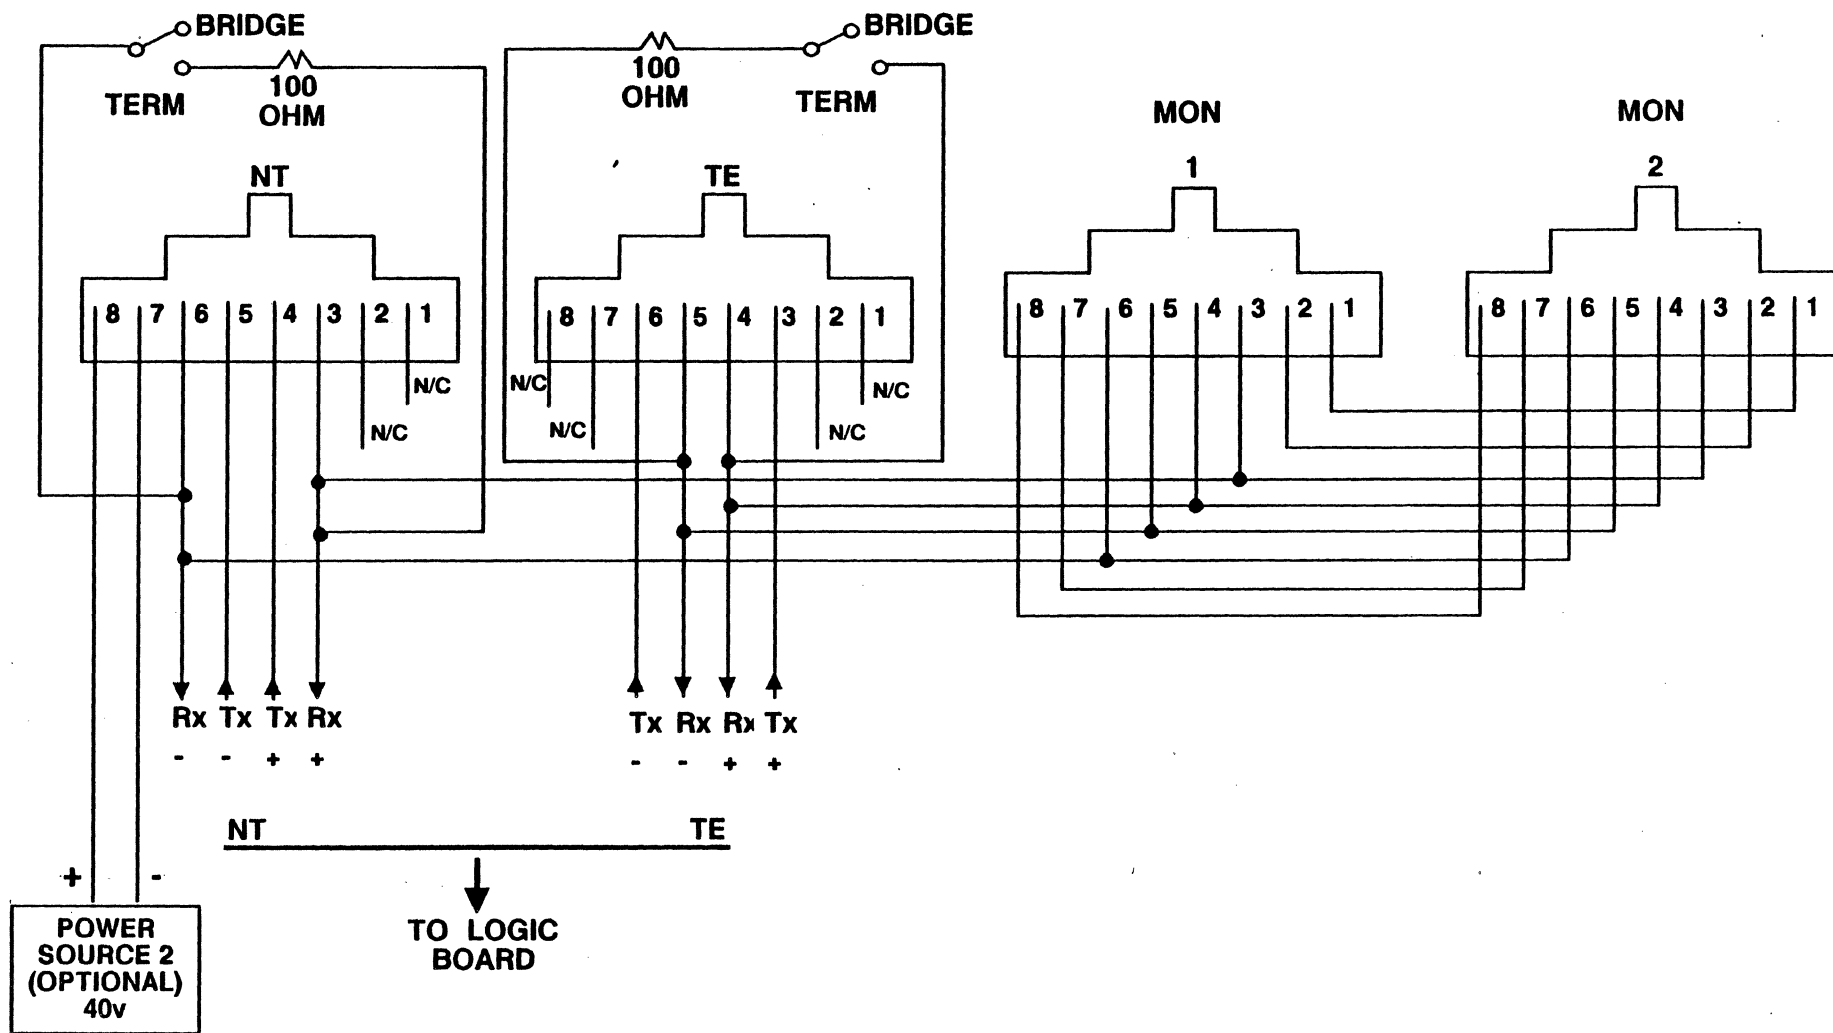 BRIDGE
TERM
100
OHM
BRIDGE
100
OHM
TERM
MON
1
MON
2
NT
TE
8 7 6 5 4 3 2 1
8 7 6 5 4 3 2 1
8 7 6 5 4 3 2 1
8 7 6 5 4 3 2 1
N/C
N/C
N/C
N/C
N/C
N/C
Rx Tx Tx Rx
- - + +
Tx Rx Rx Tx
- - + +
NT TE
TO LOGIC
BOARD
+ -
POWER
SOURCE 2
(OPTIONAL)
40v